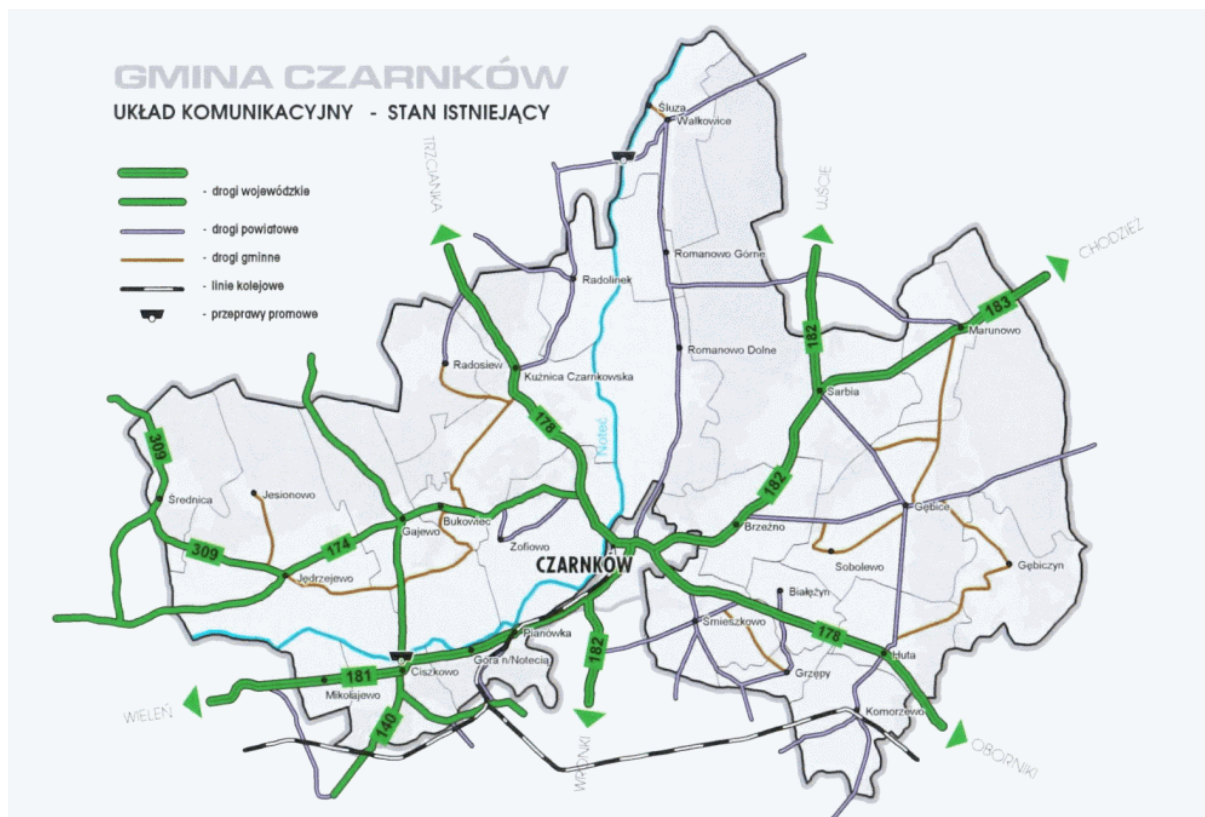 GMINA CZARNKÓW
UKŁAD KOMUNIKACYJNY - STAN ISTNIEJĄCY
- drogi wojewódzkie
- drogi powiatowe
- drogi gminne
- linie kolejowe
- przeprawy promowe
TRZCIANKA
UJŚCIE
CHODZIEŻ
Śluza
Walkowice
Romanowo Górne
Radolinek
183
Marunowo
182
Romanowo Dolne
Radosiew
Kuźnica Czarnkowska
Sarbia
178
Noteć
309
182
Średnica
Jesionowo
Gajewo
Bukowiec
Gębice
Brzeźno
309
174
Zofiowo
CZARNKÓW
Sobolewo
Gębiczyn
Jędrzejewo
Białężyn
Śmieszkowo
178
Pianówka
182
Góra n/Notecią
Huta
Ciszkowo
181
Mikołajewo
Grzępy
WIELEŃ
140
Komorzewo
WRONKI
OBORNIKI